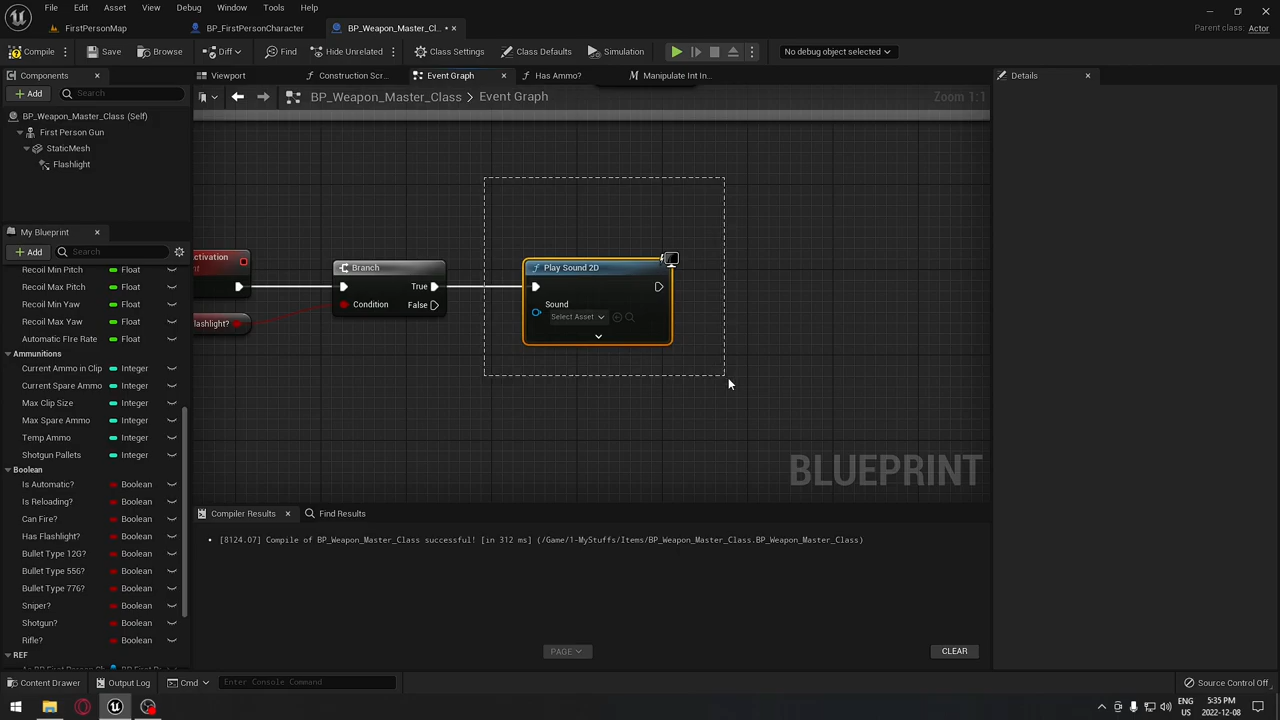 File Edit Asset View Debug Window Tools Help
FirstPersonMap BP_FirstPersonCharacter BP_Weapon_Master_Cl... Parent class: Actor
Compile Save Browse Diff Find Hide Unrelated Class Settings Class Defaults Simulation No debug object selected
Components Viewport Construction Scr... Event Graph Has Ammo? Manipulate Int In... Details
Add Search BP_Weapon_Master_Class > Event Graph Zoom 1:1
BP_Weapon_Master_Class (Self)
First Person Gun
StaticMesh
Flashlight
My Blueprint
Add Search
Recoil Min Pitch Float
Recoil Max Pitch Float
Recoil Min Yaw Float
Recoil Max Yaw Float
Automatic FIre Rate Float
Ammunitions
Current Ammo in Clip Integer
Current Spare Ammo Integer
Max Clip Size Integer
Max Spare Ammo Integer
Temp Ammo Integer
Shotgun Pallets Integer
Boolean
Is Automatic? Boolean
Is Reloading? Boolean
Can Fire? Boolean
Has Flashlight? Boolean
Bullet Type 12G? Boolean
Bullet Type 556? Boolean
Bullet Type 776? Boolean
Sniper? Boolean
Shotgun? Boolean
Rifle? Boolean
REF
Branch
True
Condition False
Play Sound 2D
Sound
Select Asset
BLUEPRINT
Compiler Results Find Results
[8124.07] Compile of BP_Weapon_Master_Class successful! [in 312 ms] (/Game/1-MyStuffs/Items/BP_Weapon_Master_Class.BP_Weapon_Master_Class)
PAGE CLEAR
Content Drawer Output Log Cmd Enter Console Command Source Control Off
ENG 5:35 PM
US 2022-12-08